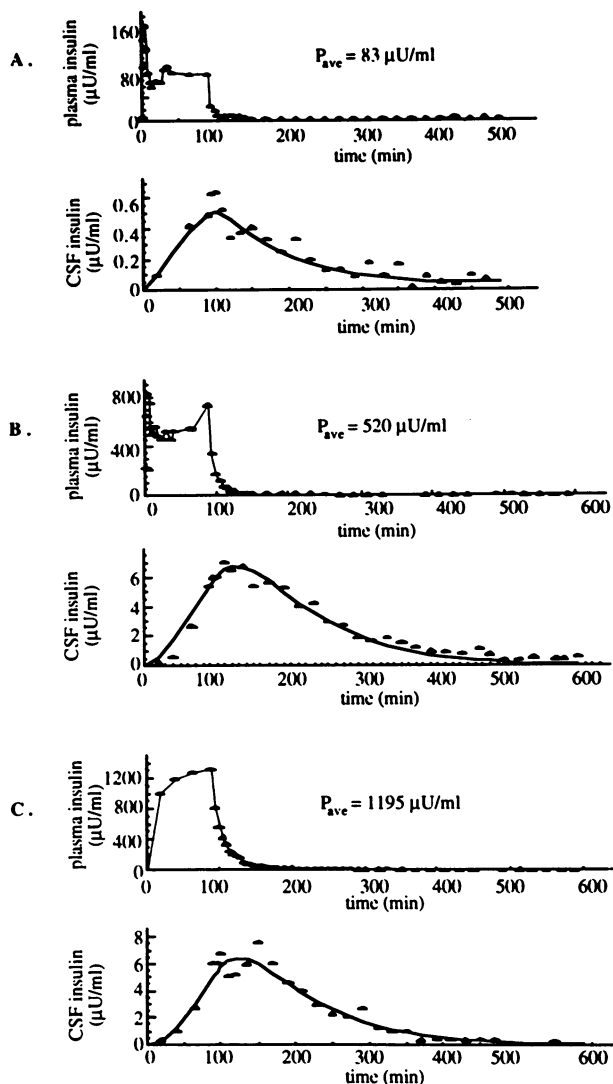 A.
plasma insulin
(μU/ml)
160
80
0
P_ave = 83 μU/ml
0 100 200 300 400 500
time (min)
CSF insulin
(μU/ml)
0.6
0.4
0.2
0
0 100 200 300 400 500
time (min)
B.
plasma insulin
(μU/ml)
800
400
0
P_ave = 520 μU/ml
0 100 200 300 400 500 600
time (min)
CSF insulin
(μU/ml)
6
4
2
0
0 100 200 300 400 500 600
time (min)
C.
plasma insulin
(μU/ml)
1200
800
400
0
P_ave = 1195 μU/ml
0 100 200 300 400 500 600
time (min)
CSF insulin
(μU/ml)
8
6
4
2
0
0 100 200 300 400 500 600
time (min)